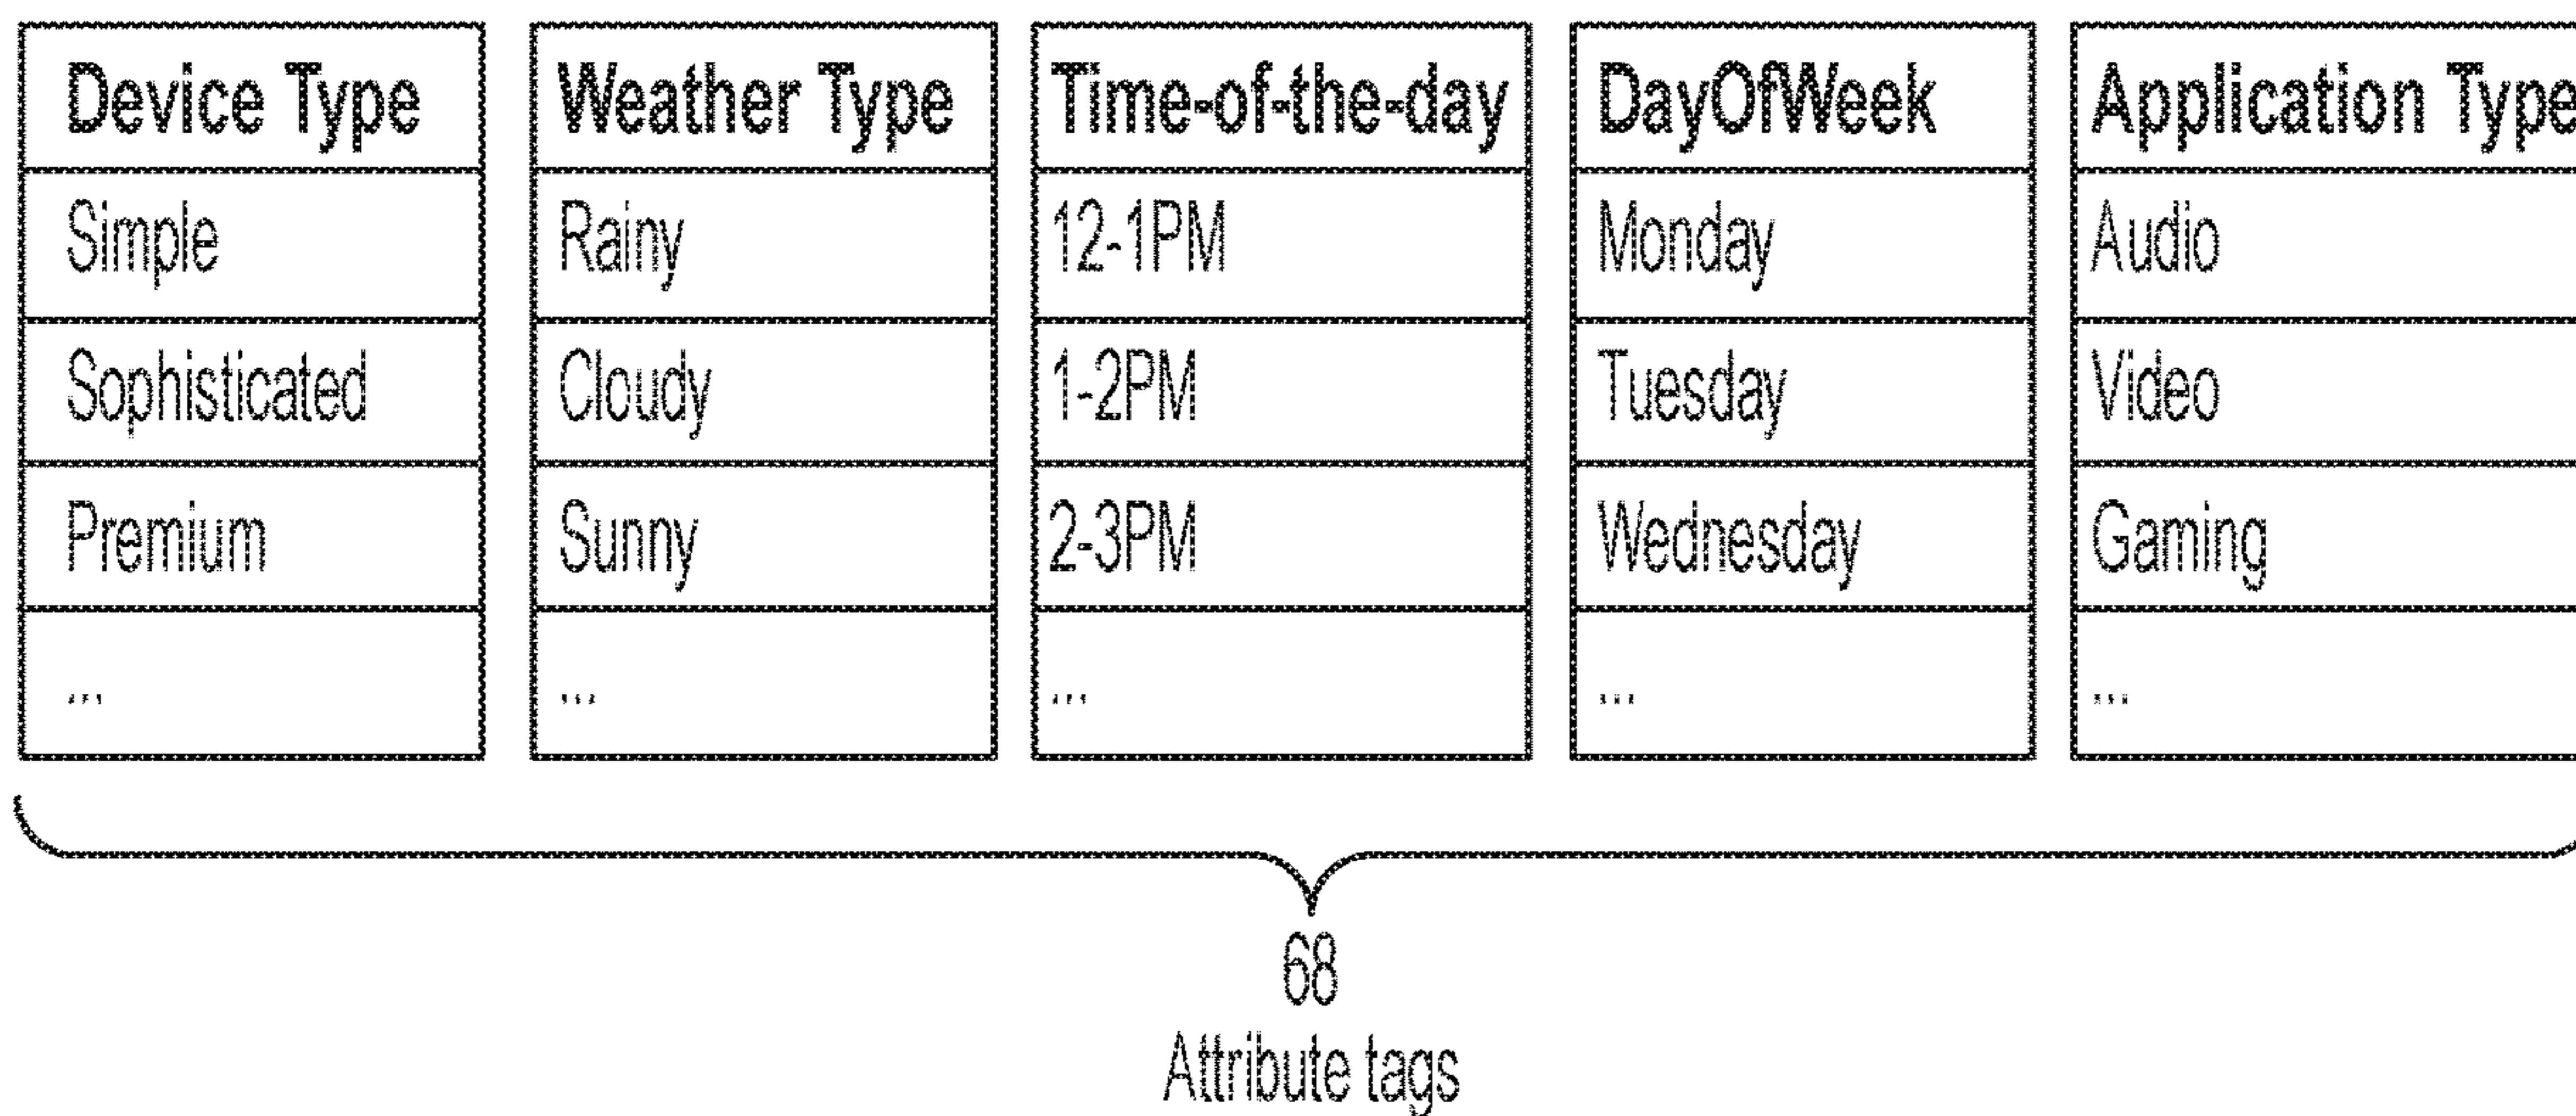 Device Type Weather Type Time-of-the-day DayOfWeek Application Type
Simple Rainy 12-1PM Monday Audio
Sophisticated Cloudy 1-2PM Tuesday Video
Premium Sunny 2-3PM Wednesday Gaming
... ... ... ... ...
68
Attribute tags